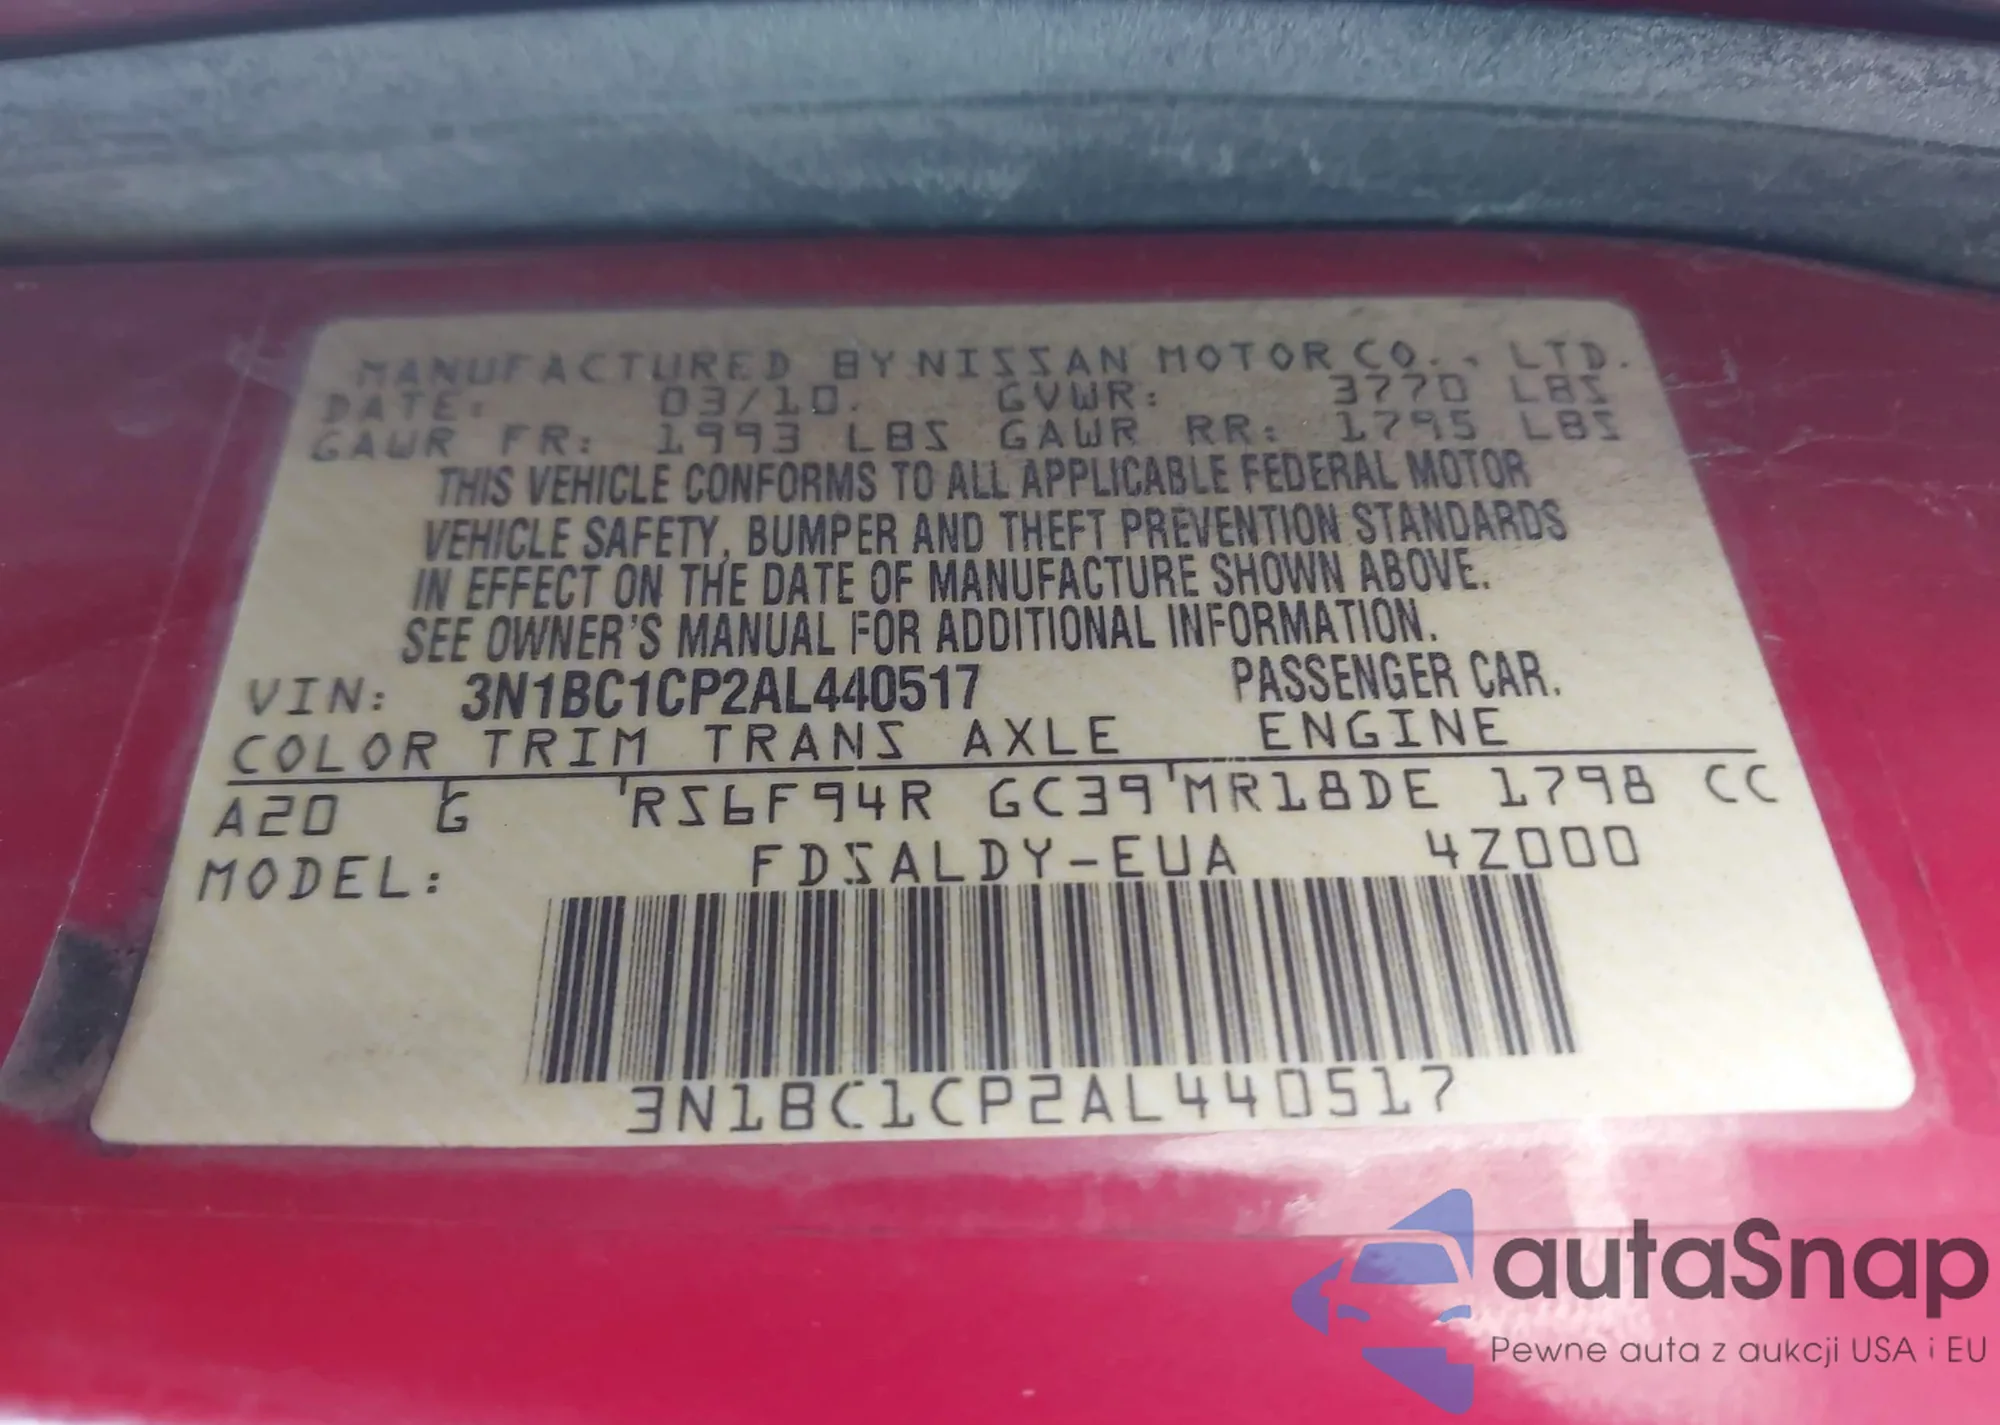 MANUFACTURED BY NISSAN MOTOR CO., LTD.
DATE: 03/10. GVWR: 3770 LBS
GAWR FR: 1993 LBS GAWR RR: 1795 LBS
THIS VEHICLE CONFORMS TO ALL APPLICABLE FEDERAL MOTOR
VEHICLE SAFETY, BUMPER AND THEFT PREVENTION STANDARDS
IN EFFECT ON THE DATE OF MANUFACTURE SHOWN ABOVE.
SEE OWNER'S MANUAL FOR ADDITIONAL INFORMATION.
VIN: 3N1BC1CP2AL440517 PASSENGER CAR.
COLOR TRIM TRANS AXLE ENGINE
A20 G RS6F94R GC39 MR18DE 1798 CC
MODEL: FDSALDY-EUA 4Z000
3N1BC1CP2AL440517
autaSnap
Pewne auta z aukcji USA i EU